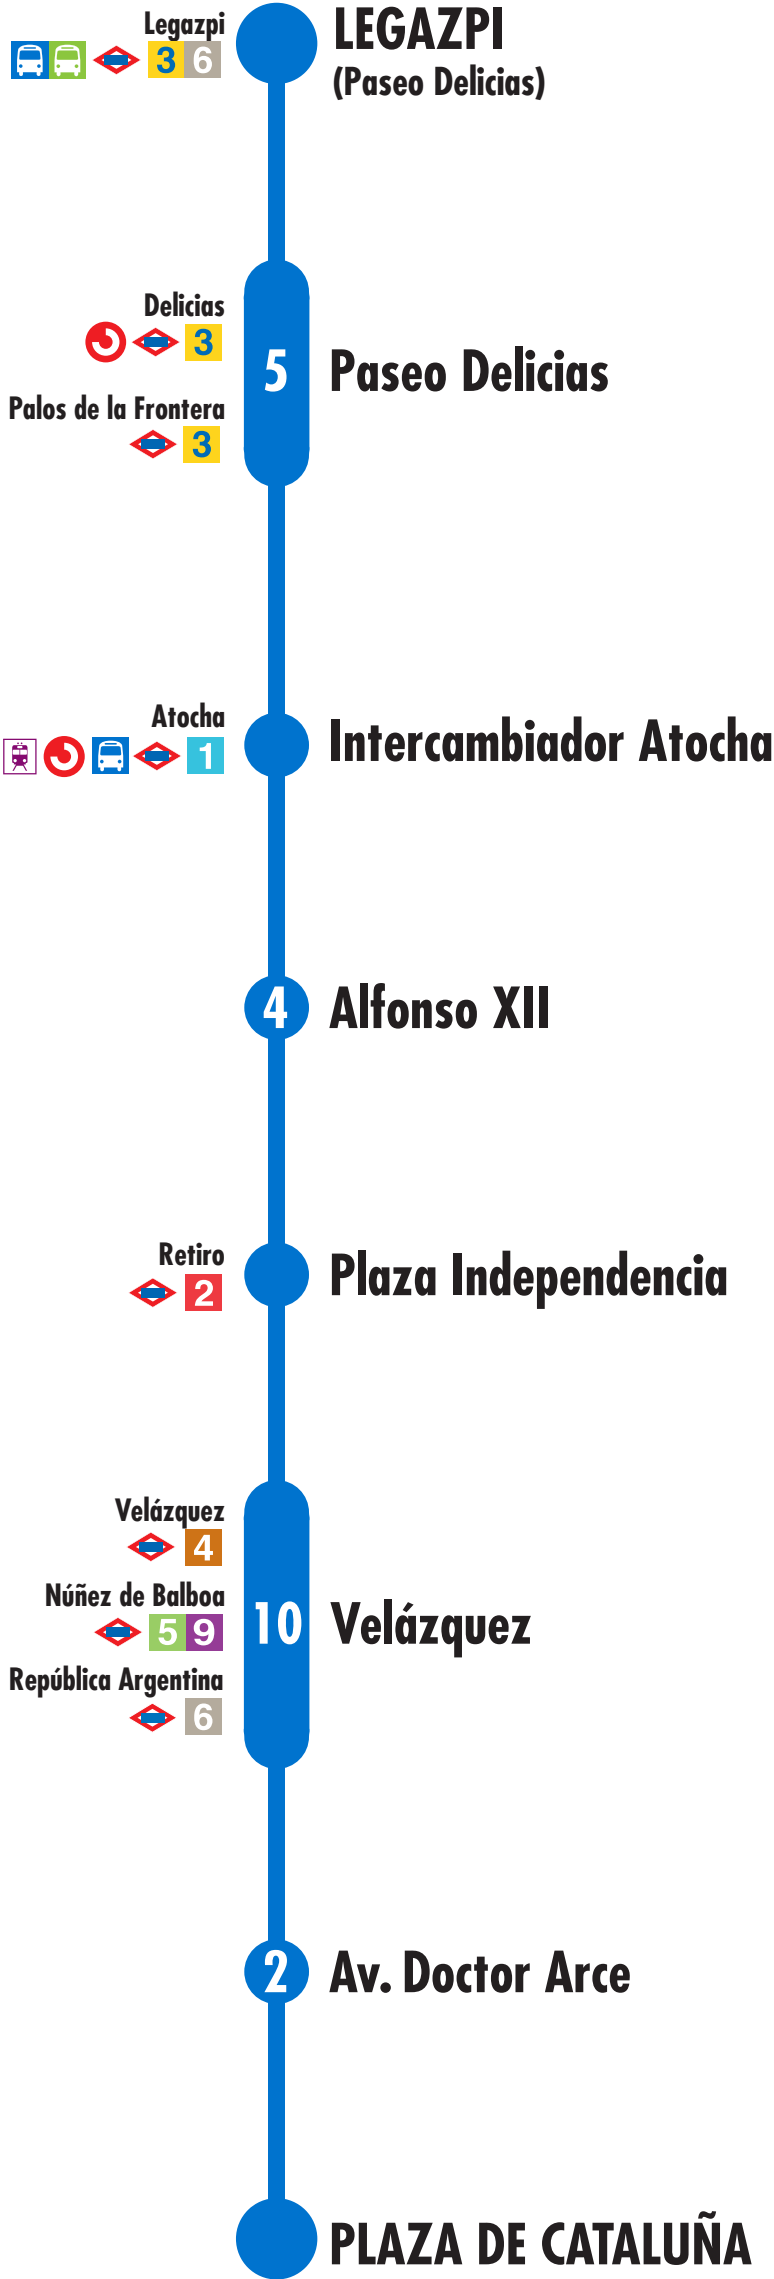 Legazpi
3 6
LEGAZPI
(Paseo Delicias)
Delicias
3
Palos de la Frontera
3
5
Paseo Delicias
Atocha
1
Intercambiador Atocha
4
Alfonso XII
Retiro
2
Plaza Independencia
Velázquez
4
Núñez de Balboa
5 9
República Argentina
6
10
Velázquez
2
Av. Doctor Arce
PLAZA DE CATALUÑA